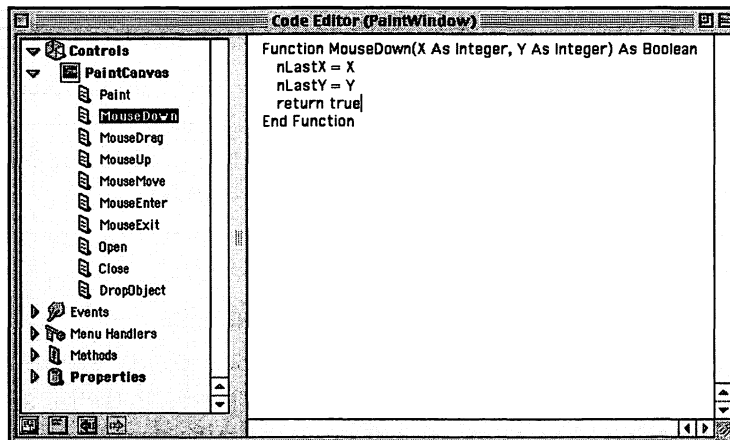 Code Editor (PaintWindow)
Controls
PaintCanvas
Paint
MouseDown
MouseDrag
MouseUp
MouseMove
MouseEnter
MouseExit
Open
Close
DropObject
Events
Menu Handlers
Methods
Properties
Function MouseDown(X As Integer, Y As Integer) As Boolean
nLastX = X
nLastY = Y
return true
End Function